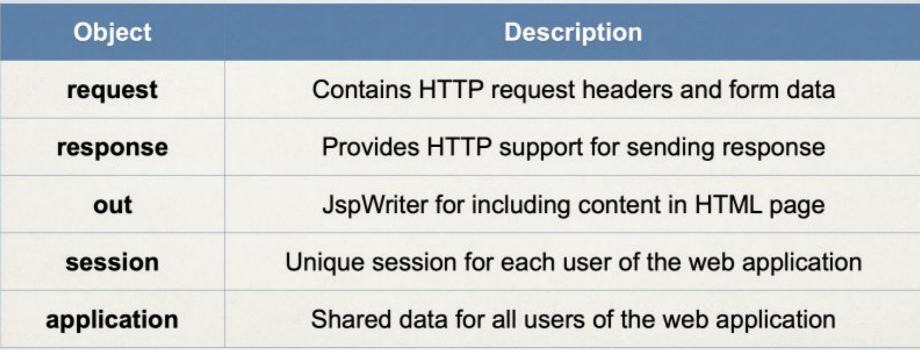 Object Description
request Contains HTTP request headers and form data
response Provides HTTP support for sending response
out JspWriter for including content in HTML page
session Unique session for each user of the web application
application Shared data for all users of the web application